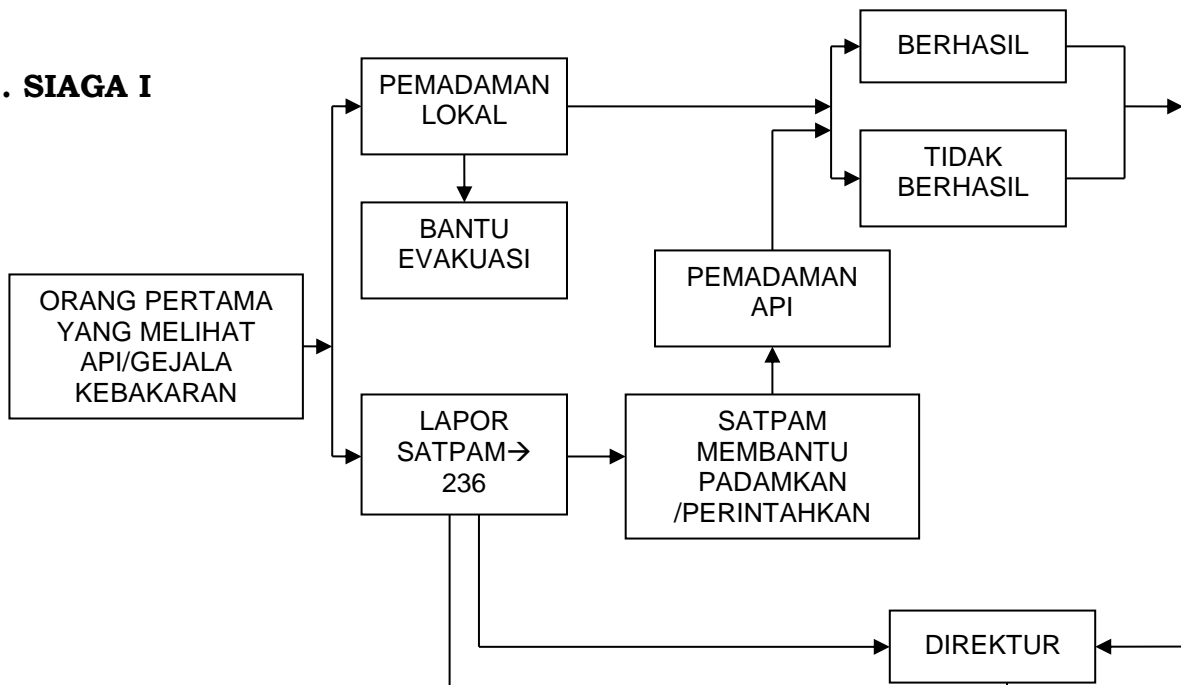 . SIAGA I
BERHASIL
PEMADAMAN
LOKAL
TIDAK
BERHASIL
BANTU
EVAKUASI
PEMADAMAN
API
ORANG PERTAMA
YANG MELIHAT
API/GEJALA
KEBAKARAN
LAPOR
SATPAM→
236
SATPAM
MEMBANTU
PADAMKAN
/PERINTAHKAN
DIREKTUR